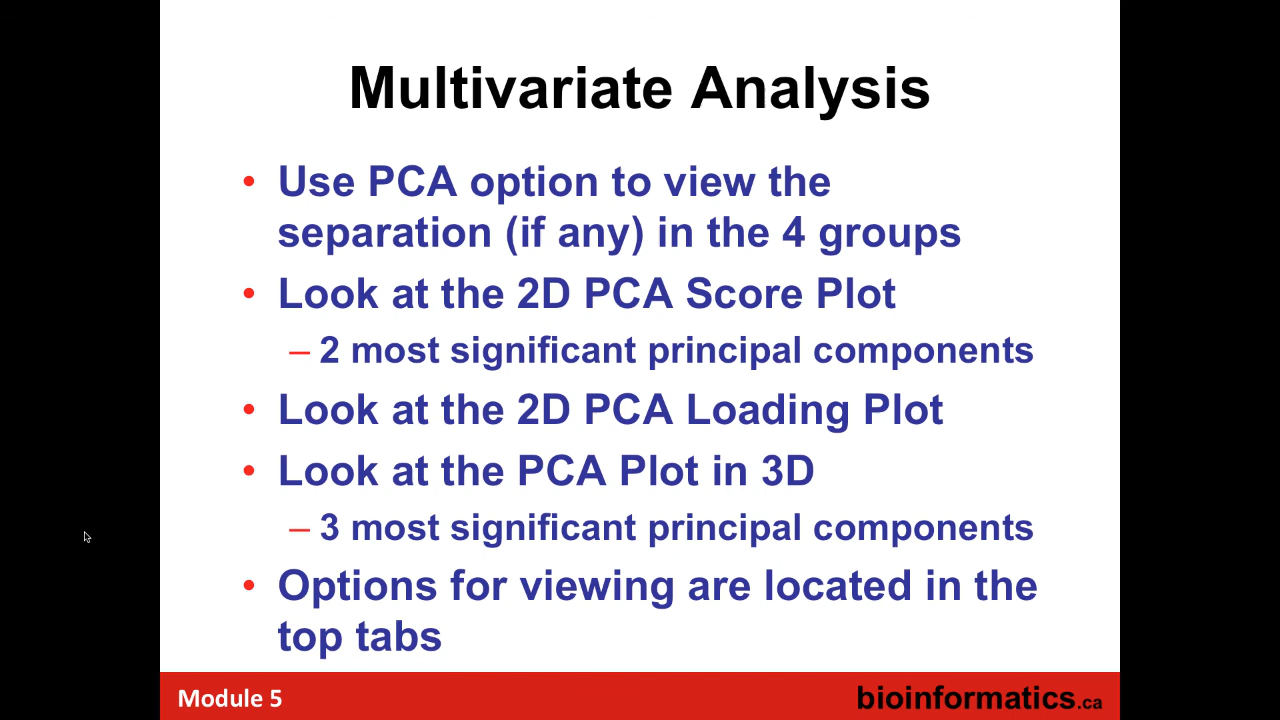 Multivariate Analysis
• Use PCA option to view the
separation (if any) in the 4 groups
• Look at the 2D PCA Score Plot
– 2 most significant principal components
• Look at the 2D PCA Loading Plot
• Look at the PCA Plot in 3D
– 3 most significant principal components
• Options for viewing are located in the
top tabs
Module 5
bioinformatics.ca